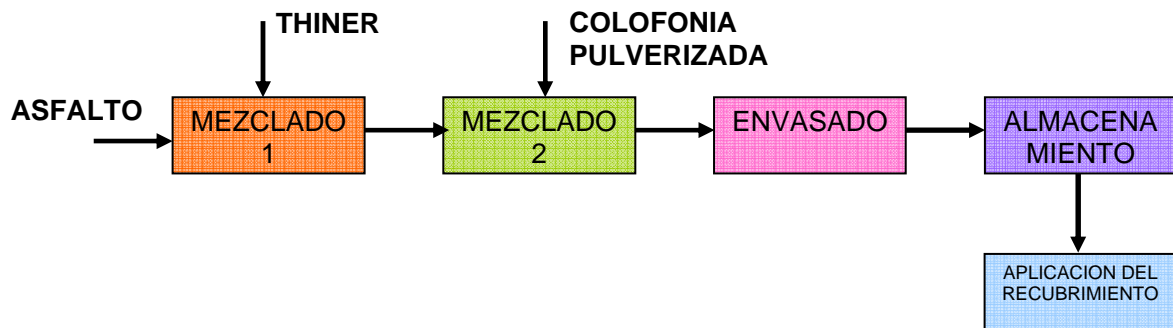 THINER
COLOFONIA
PULVERIZADA
ASFALTO
MEZCLADO
1
MEZCLADO
2
ENVASADO
ALMACENA
MIENTO
APLICACION DEL
RECUBRIMIENTO